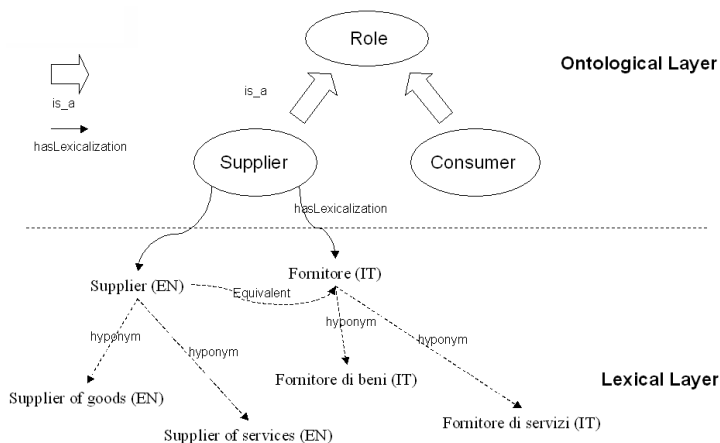 Role
Ontological Layer
is_a
is_a
hasLexicalization
Supplier
Consumer
hasLexicalization
Supplier (EN)
Equivalent
Fornitore (IT)
hyponym
hyponym
hyponym
hyponym
Supplier of goods (EN)
Supplier of services (EN)
Fornitore di beni (IT)
Fornitore di servizi (IT)
Lexical Layer